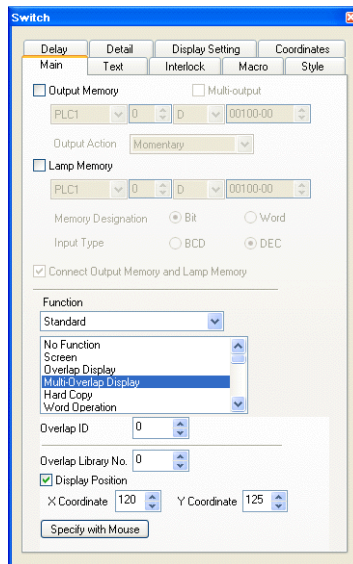 Switch
Delay Detail Display Setting Coordinates
Main Text Interlock Macro Style
Output Memory Multi-output
PLC1 0 D 00100-00
Output Action Momentary
Lamp Memory
PLC1 0 D 00100-00
Memory Designation Bit Word
Input Type BCD DEC
Connect Output Memory and Lamp Memory
Function
Standard
No Function
Screen
Overlap Display
Multi-Overlap Display
Hard Copy
Word Operation
Overlap ID 0
Overlap Library No. 0
Display Position
X Coordinate 120 Y Coordinate 125
Specify with Mouse